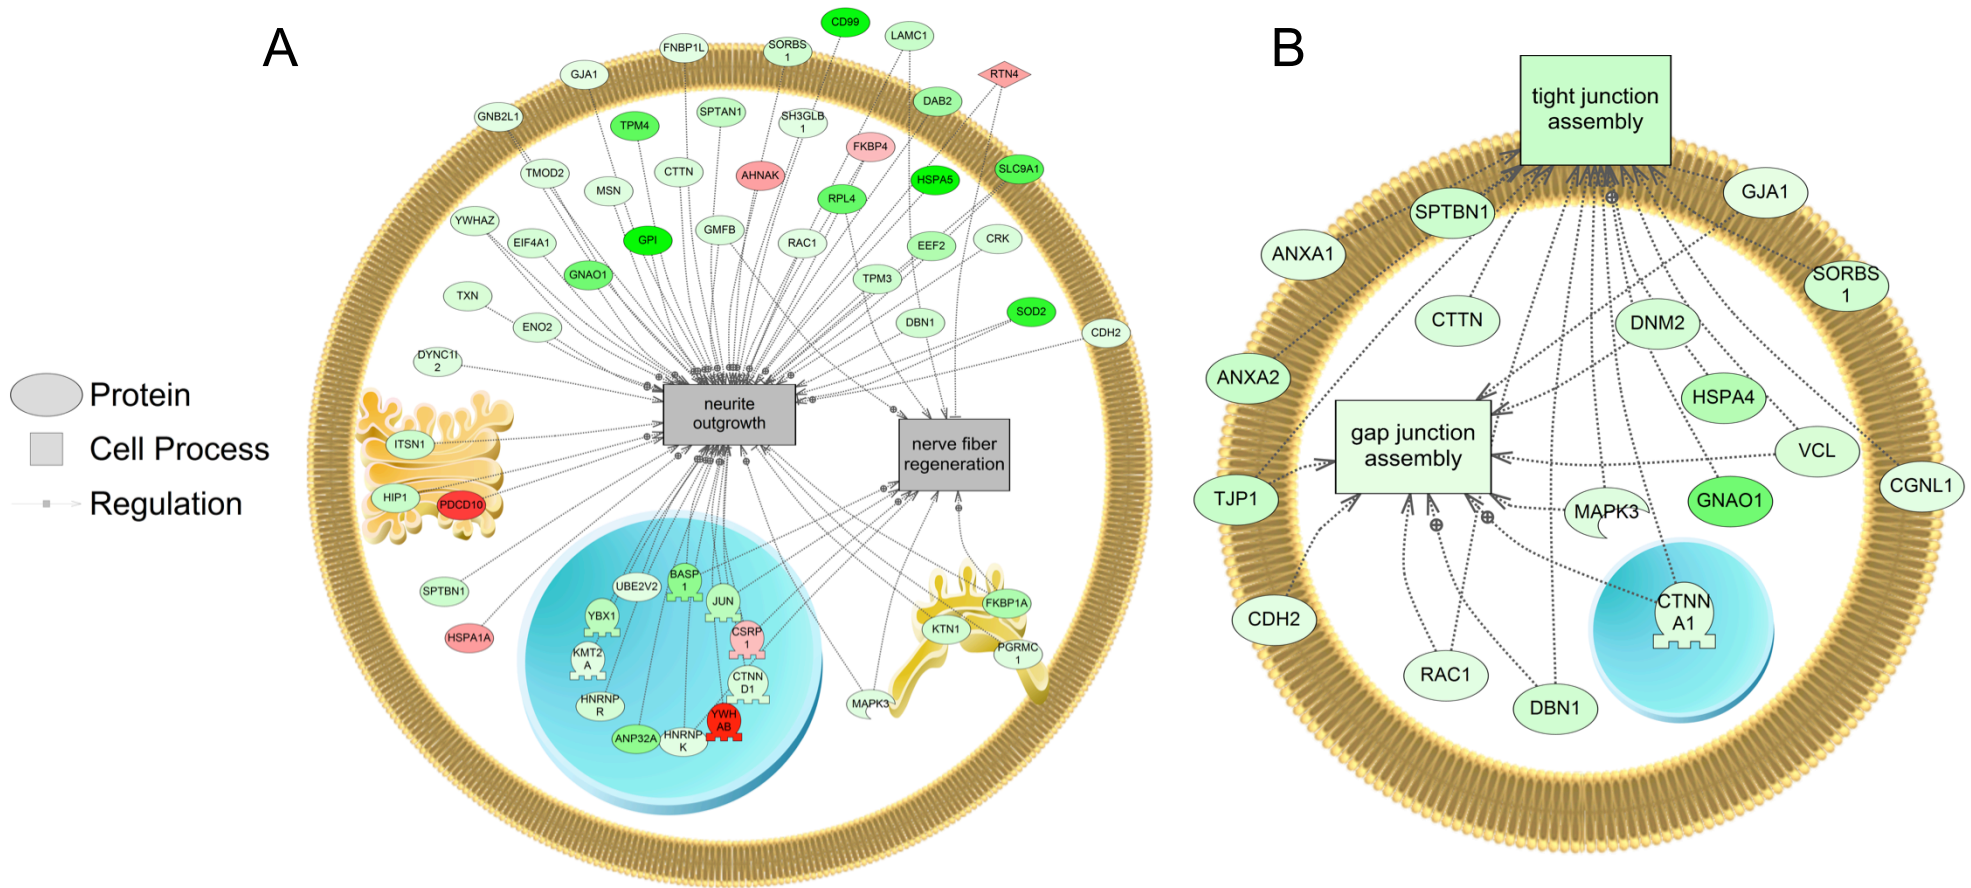 A
B
Protein
Cell Process
Regulation
CD99
LAMC1
FNBP1L
SORBS
1
GJA1
RTN4
DAB2
GNB2L1
SPTAN1
SH3GLB
1
TPM4
FKBP4
TMOD2
CTTN
AHNAK
SLC9A1
HSPA5
MSN
RPL4
YWHAZ
EIF4A1
GPI
GMFB
RAC1
EEF2
CRK
GNAO1
TPM3
TXN
ENO2
DBN1
SOD2
CDH2
DYNC1I
2
neurite
outgrowth
nerve fiber
regeneration
ITSN1
HIP1
PDCD10
SPTBN1
HSPA1A
UBE2V2
BASP
1
JUN
YBX1
CSRP
1
KMT2
A
CTNN
D1
HNRNP
R
YWH
AB
ANP32A
HNRNP
K
MAPK3
FKBP1A
KTN1
PGRMC
1
tight junction
assembly
GJA1
SPTBN1
ANXA1
SORBS
1
CTTN
DNM2
ANXA2
HSPA4
gap junction
assembly
VCL
TJP1
MAPK3
GNAO1
CGNL1
CDH2
CTNN
A1
RAC1
DBN1